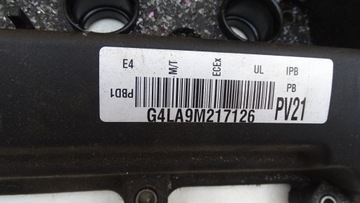 E4 M/T ECEx UL IPB
PBD1 PB
G4LA9M217126 PV21